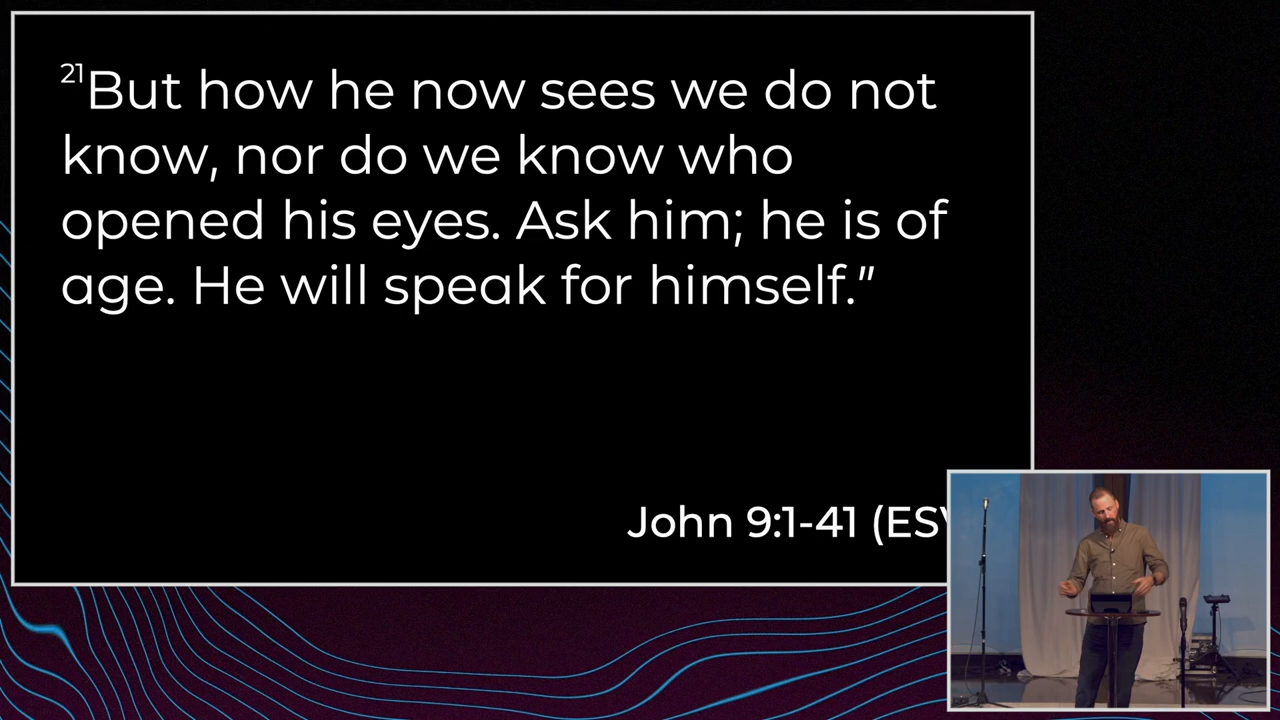 ²¹But how he now sees we do not
know, nor do we know who
opened his eyes. Ask him; he is of
age. He will speak for himself.”
John 9:1-41 (ESV